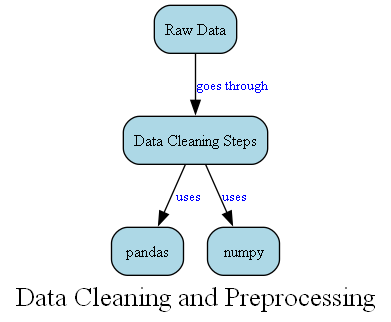 Raw Data
goes through
Data Cleaning Steps
uses
uses
pandas
numpy
Data Cleaning and Preprocessing